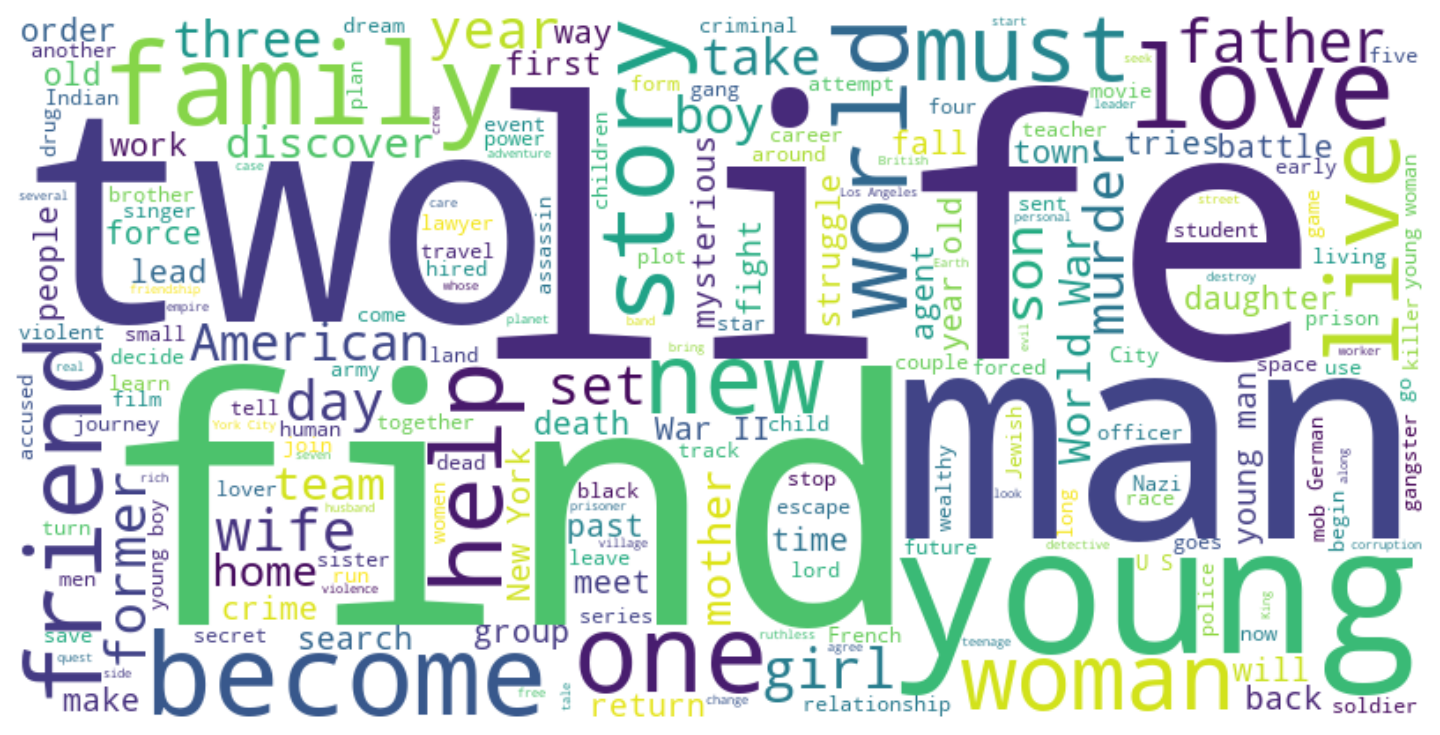 order
another
old
Indian
drug
dream
three
plan
family
year
way
first
crew
criminal
take
form
gang
boy
attempt
story
world
must
start
seek
movie
leader
father
five
love
work
discover
event
power
adventure
children
career
around
four
fall
teacher
town
tries
battle
early
two
life
several
people
brother
singer
force
lead
friendship
empire
case
care
lawyer
travel
hired
whose
assassin
mysterious
plot
fight
star
struggle
British
Los Angeles
agent
year old
sent
personal
Earth
son
evil
World War
murder
street
student
destroy
daughter
game
living
prison
live
killer
young woman
violent
small
come
planet
band
American
land
bring
new
couple
forced
City
space
worker
use
go
friend
real
decide
learn
film
journey
army
day
tell
human
together
York City
join
seven
help
set
death
War II
child
track
accused
find
man
dead
rich
lover
team
husband
women
New York
black
prisoner
stop
escape
time
lord
past
village
leave
meet
mother
wealthy
long
look
Jewish
officer
Nazi
race
young man
mob
German
begin
along
gangster
turn
former
young boy
men
wife
home
sister
run
violence
crime
series
future
detective
goes
corruption
U S
police
King
now
young
save
quest
side
make
become
secret
search
group
free
tale
one
return
ruthless
French
agree
change
girl
relationship
teenage
woman
will
back
soldier